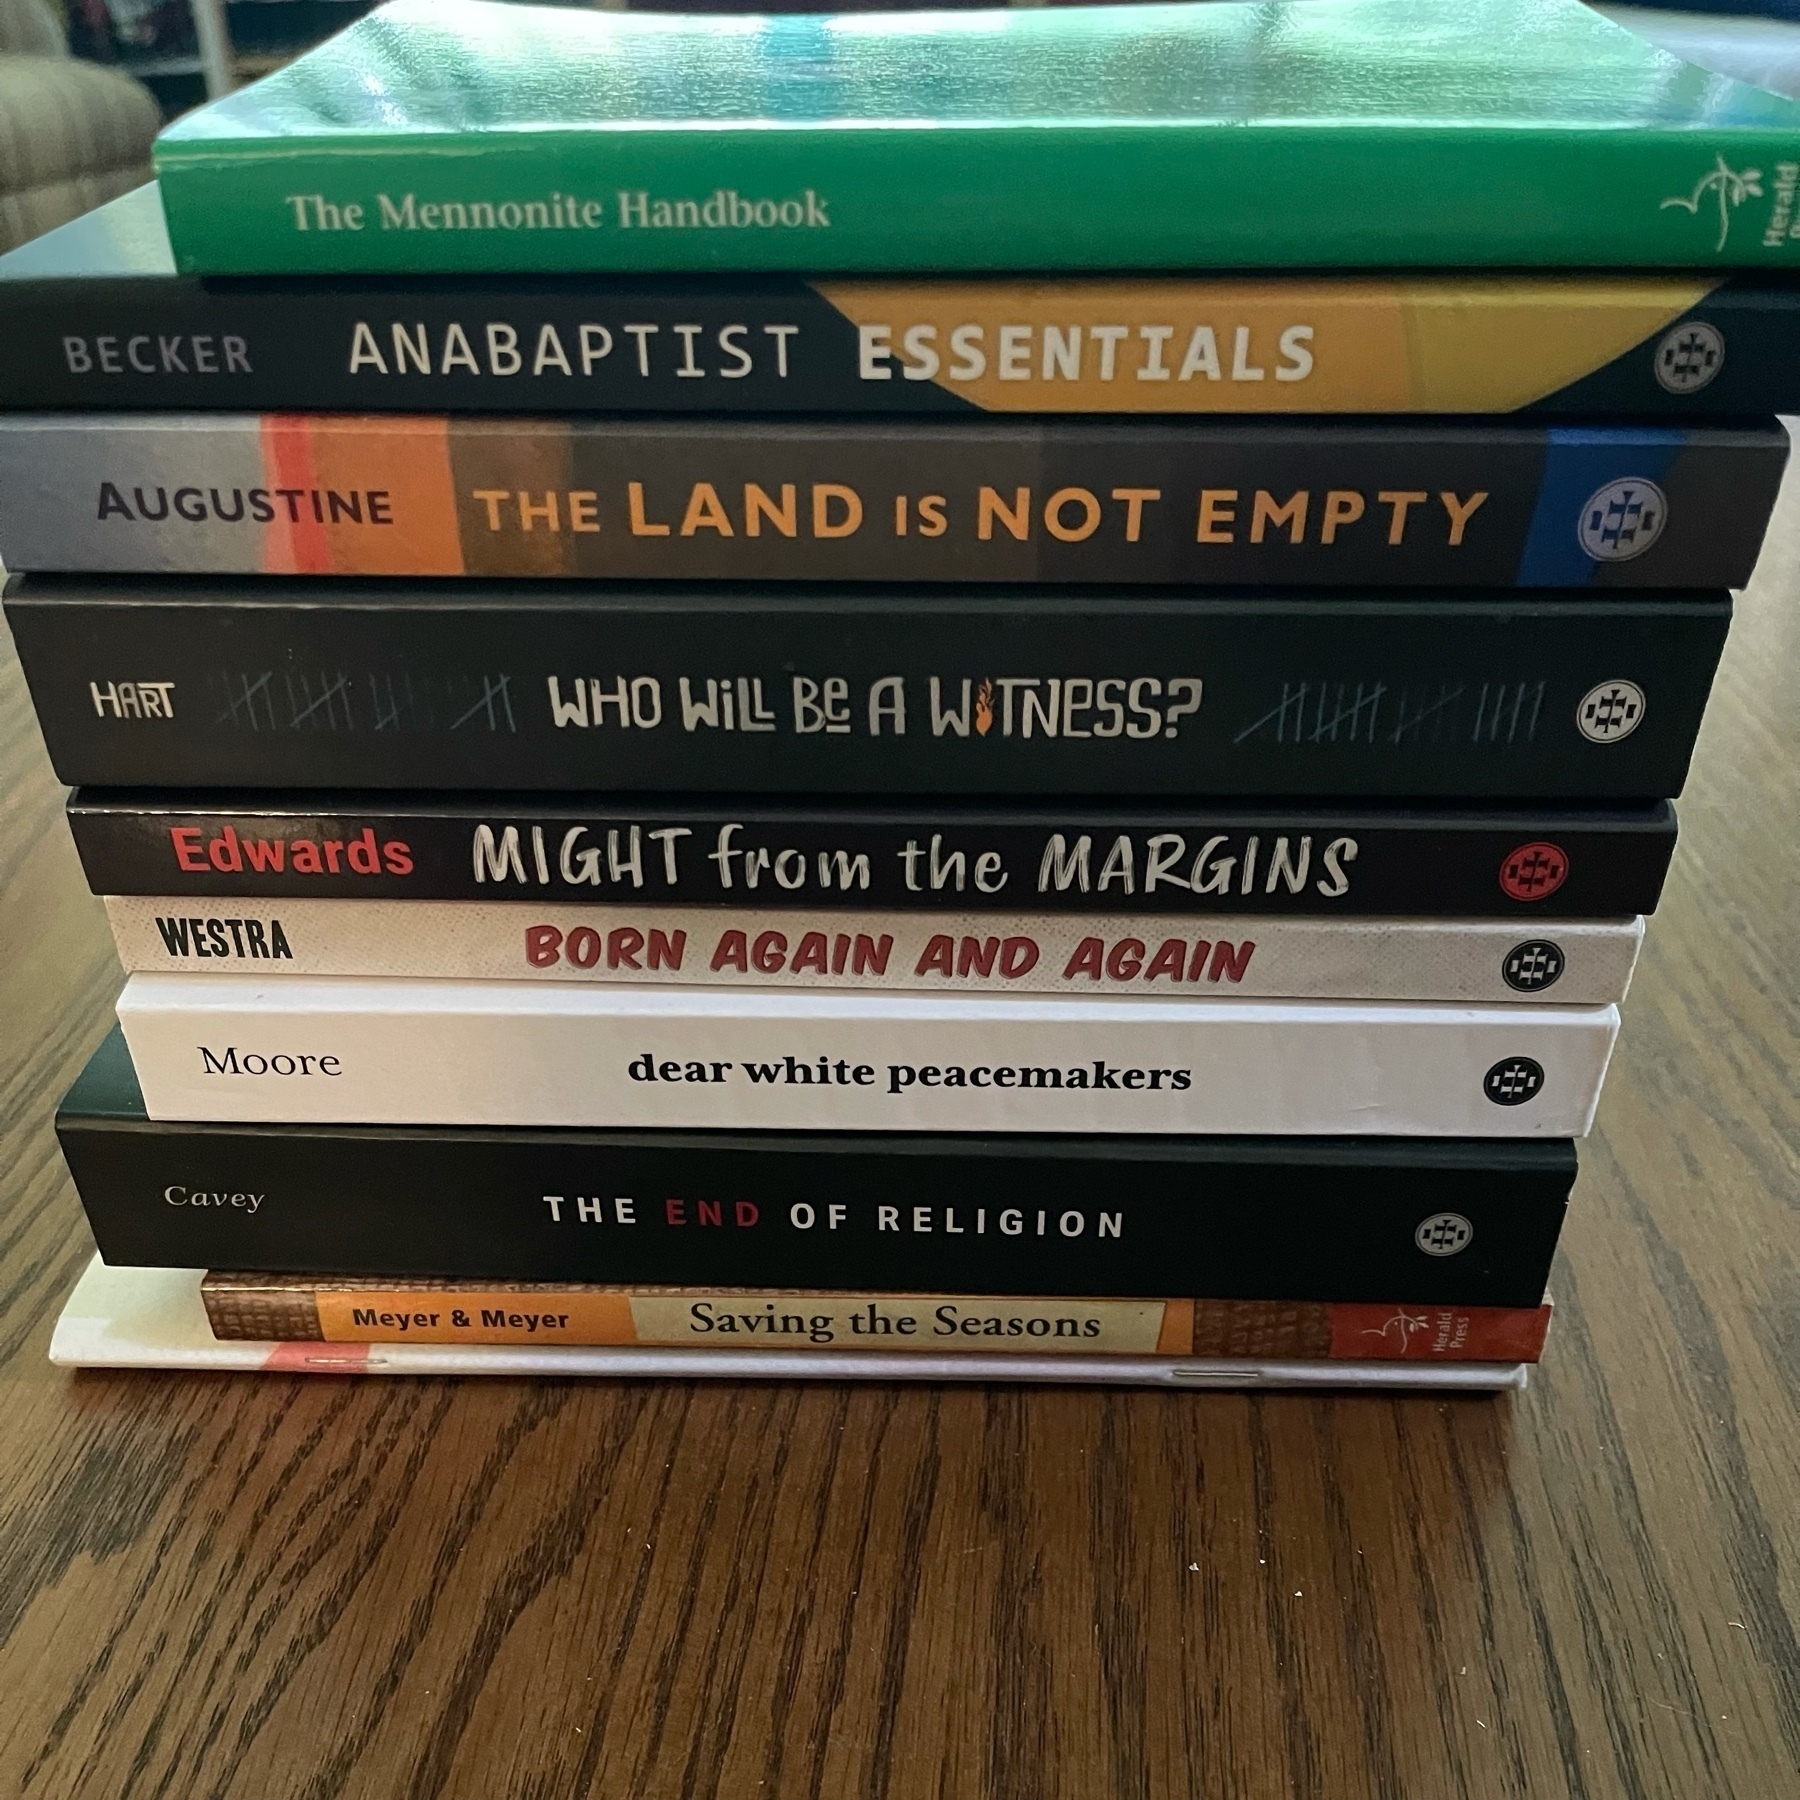 The Mennonite Handbook
Herald
BECKER ANABAPTIST ESSENTIALS
AUGUSTINE THE LAND IS NOT EMPTY
HART WHO WILL BE A WITNESS?
Edwards MIGHT from the MARGINS
WESTRA BORN AGAIN AND AGAIN
Moore dear white peacemakers
Cavey THE END OF RELIGION
Meyer & Meyer Saving the Seasons
Herald
Press